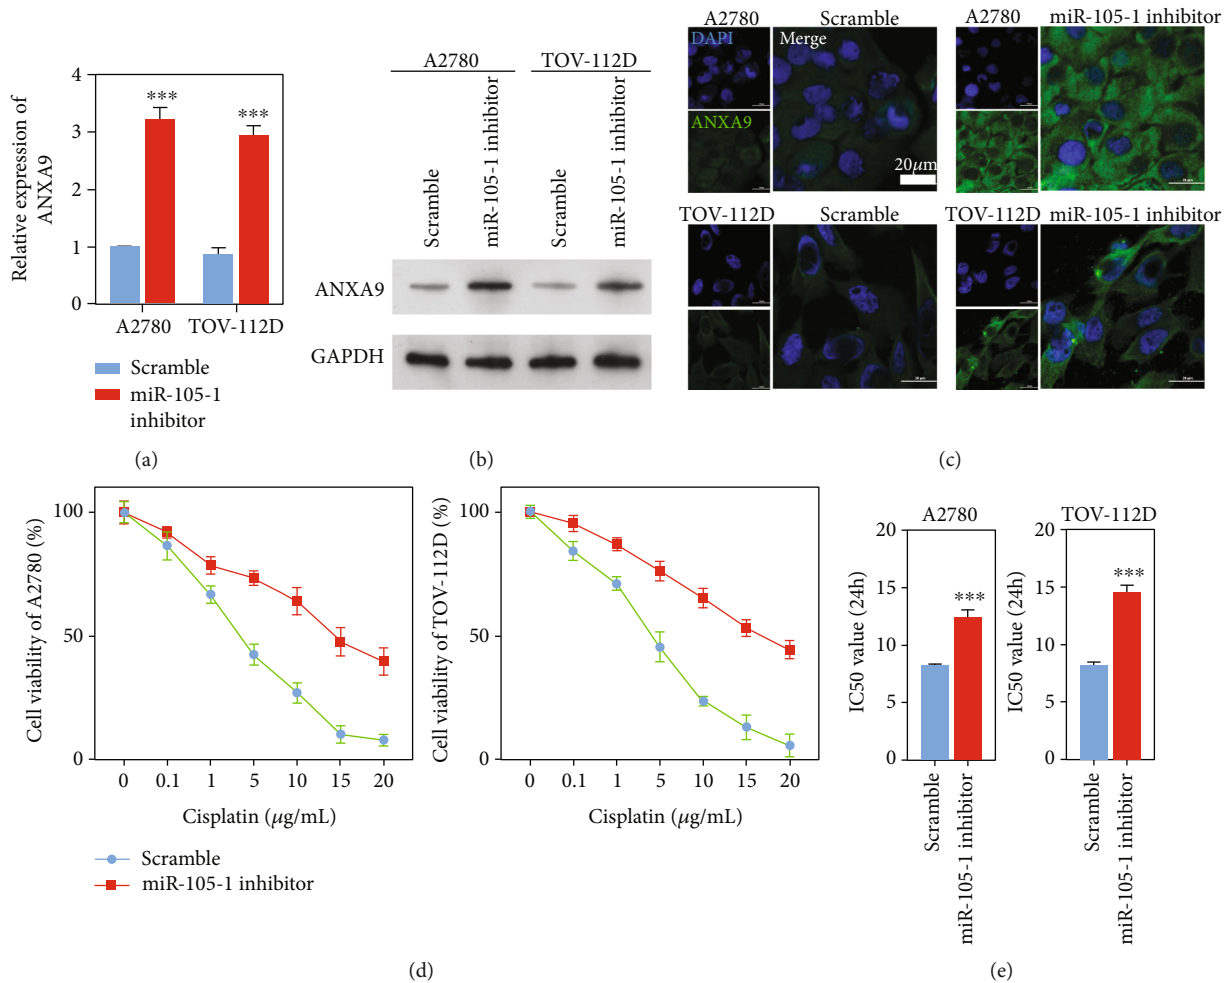 Relative expression of
ANXA9
4
3
2
1
0
***
***
A2780
TOV-112D
Scramble
miR-105-1
inhibitor
(a)
A2780
TOV-112D
Scramble
miR-105-1 inhibitor
Scramble
miR-105-1 inhibitor
ANXA9
GAPDH
(b)
A2780
Scramble
DAPI
Merge
ANXA9
20μm
A2780
miR-105-1 inhibitor
TOV-112D
Scramble
TOV-112D
miR-105-1 inhibitor
(c)
Cell viability of A2780 (%)
100
50
0
0 0.1 1 5 10 15 20
Cisplatin (μg/mL)
Cell viability of TOV-112D (%)
100
50
0
0 0.1 1 5 10 15 20
Cisplatin (μg/mL)
Scramble
miR-105-1 inhibitor
(d)
A2780
IC50 value (24h)
20
15
10
5
0
***
Scramble
miR-105-1 inhibitor
TOV-112D
IC50 value (24h)
20
15
10
5
0
***
Scramble
miR-105-1 inhibitor
(e)